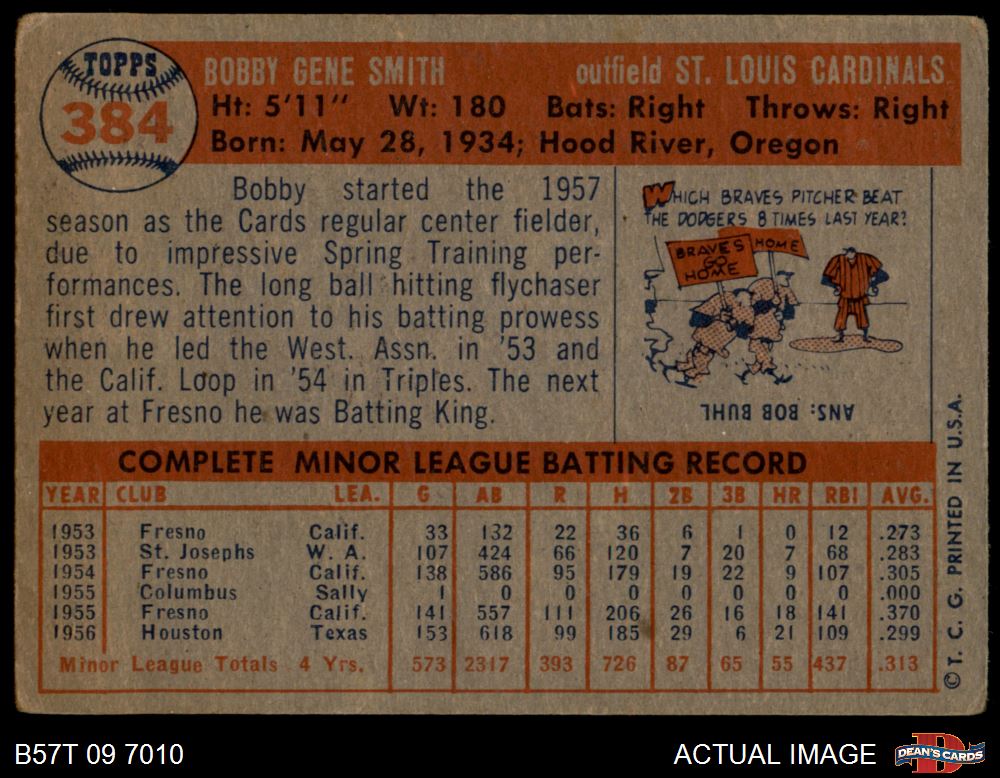 TOPPS
384
BOBBY GENE SMITH outfield ST. LOUIS CARDINALS
Ht: 5'11" Wt: 180 Bats: Right Throws: Right
Born: May 28, 1934; Hood River, Oregon
Bobby started the 1957
season as the Cards regular center fielder,
due to impressive Spring Training per-
formances. The long ball hitting flychaser
first drew attention to his batting prowess
when he led the West. Assn. in '53 and
the Calif. Loop in '54 in Triples. The next
year at Fresno he was Batting King.
WHICH BRAVES PITCHER BEAT
THE DODGERS 8 TIMES LAST YEAR?
BRAVES
GO
HOME
HOME
ANS: BOB BUHL
COMPLETE MINOR LEAGUE BATTING RECORD
YEAR CLUB LEA. G AB R H 2B 3B HR RBI AVG.
1953 Fresno Calif. 33 132 22 36 6 1 0 12 .273
1953 St. Josephs W. A. 107 424 66 120 7 20 7 68 .283
1954 Fresno Calif. 138 586 95 179 19 22 9 107 .305
1955 Columbus Sally 1 0 0 0 0 0 0 0 .000
1955 Fresno Calif. 141 557 111 206 26 16 18 141 .370
1956 Houston Texas 153 618 99 185 29 6 21 109 .299
Minor League Totals 4 Yrs. 573 2317 393 726 87 65 55 437 .313
©T. C. G. PRINTED IN U.S.A.
B57T 09 7010 ACTUAL IMAGE
DEAN'S CARDS